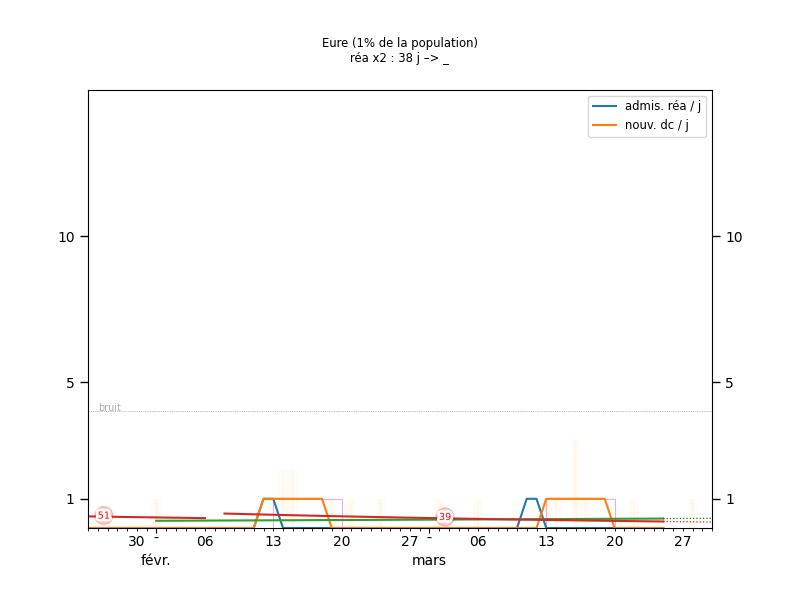 Eure (1% de la population)
réa x2 : 38 j –> _
admis. réa / j
nouv. dc / j
10 10
5 5
bruit
1 1
51 39
30 - 06 13 20 27 - 06 13 20 27
févr. mars